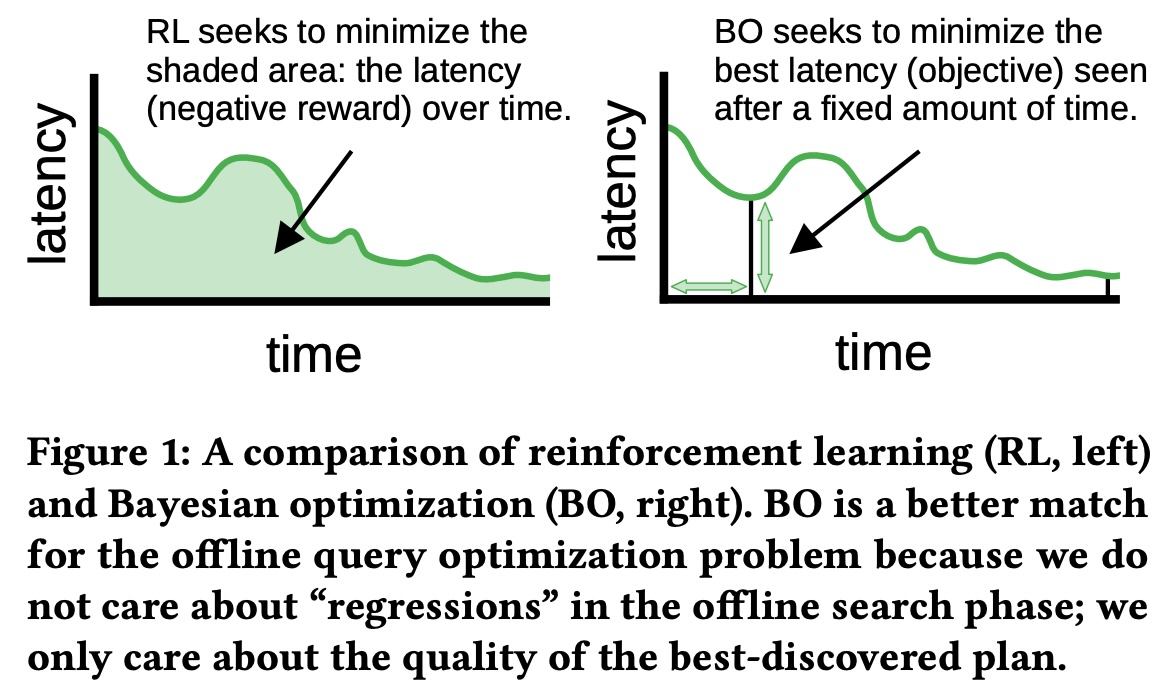 RL seeks to minimize the
shaded area: the latency
(negative reward) over time.
latency
time
BO seeks to minimize the
best latency (objective) seen
after a fixed amount of time.
latency
time
Figure 1: A comparison of reinforcement learning (RL, left)
and Bayesian optimization (BO, right). BO is a better match
for the offline query optimization problem because we do
not care about “regressions” in the offline search phase; we
only care about the quality of the best-discovered plan.